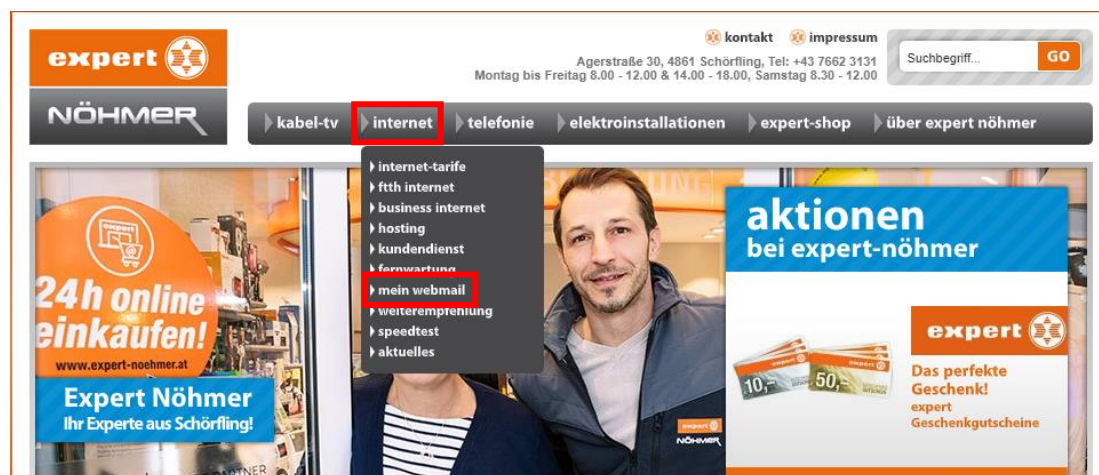 expert
NÖHMER
kontakt impressum
Agerstraße 30, 4861 Schörfling, Tel: +43 7662 3131
Montag bis Freitag 8.00 - 12.00 & 14.00 - 18.00, Samstag 8.30 - 12.00
Suchbegriff... GO
kabel-tv internet telefonie elektroinstallationen expert-shop über expert nöhmer
internet-tarife
ftth internet
business internet
hosting
kundendienst
fernwartung
mein webmail
weiterempfehlung
speedtest
aktuelles
expert
24h online
einkaufen!
www.expert-noehmer.at
Expert Nöhmer
Ihr Experte aus Schörfling!
expert
NÖHMER
aktionen
bei expert-nöhmer
expert
10,-
expert
50,-
expert
Das perfekte
Geschenk!
expert
Geschenkgutscheine